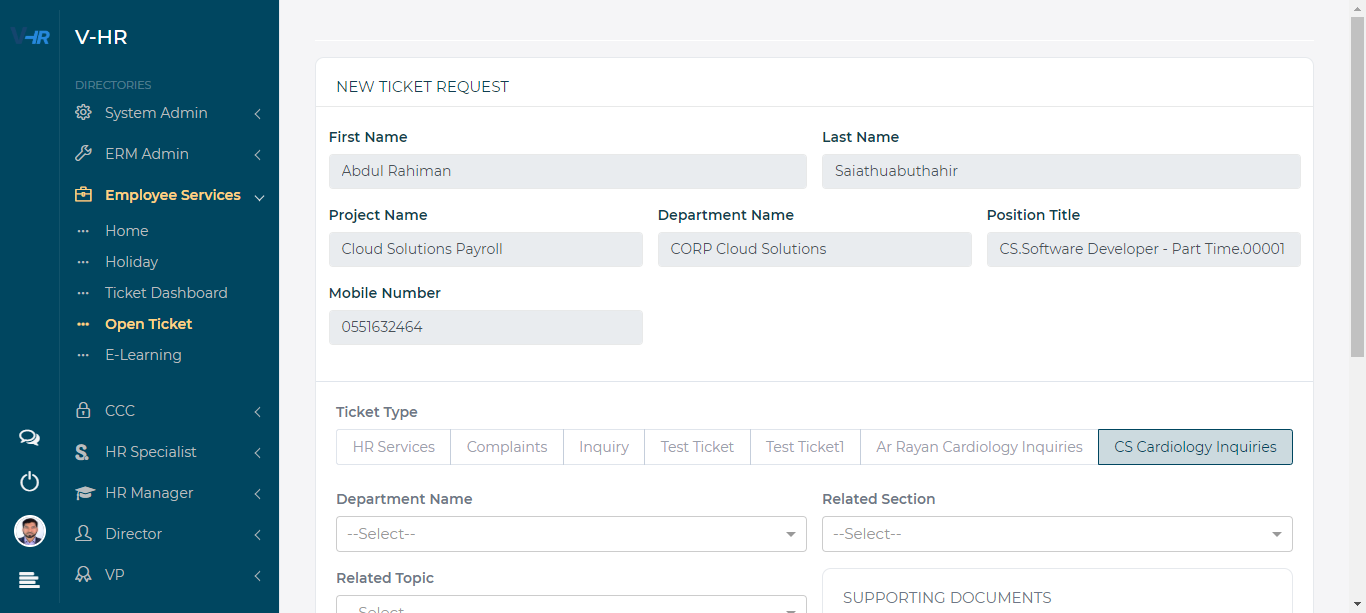 V-HR
V-HR
DIRECTORIES
System Admin
ERM Admin
Employee Services
Home
Holiday
Ticket Dashboard
Open Ticket
E-Learning
CCC
HR Specialist
HR Manager
Director
VP
NEW TICKET REQUEST
First Name
Last Name
Abdul Rahiman
Saiathuabuthahir
Project Name
Department Name
Position Title
Cloud Solutions Payroll
CORP Cloud Solutions
CS.Software Developer - Part Time.00001
Mobile Number
0551632464
Ticket Type
HR Services
Complaints
Inquiry
Test Ticket
Test Ticket1
Ar Rayan Cardiology Inquiries
CS Cardiology Inquiries
Department Name
Related Section
--Select--
--Select--
Related Topic
--Select--
SUPPORTING DOCUMENTS